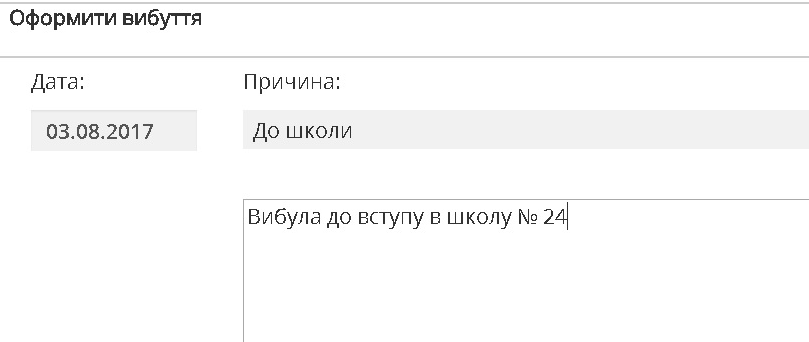 Оформити вибуття
Дата:
Причина:
03.08.2017
До школи
Вибула до вступу в школу № 24